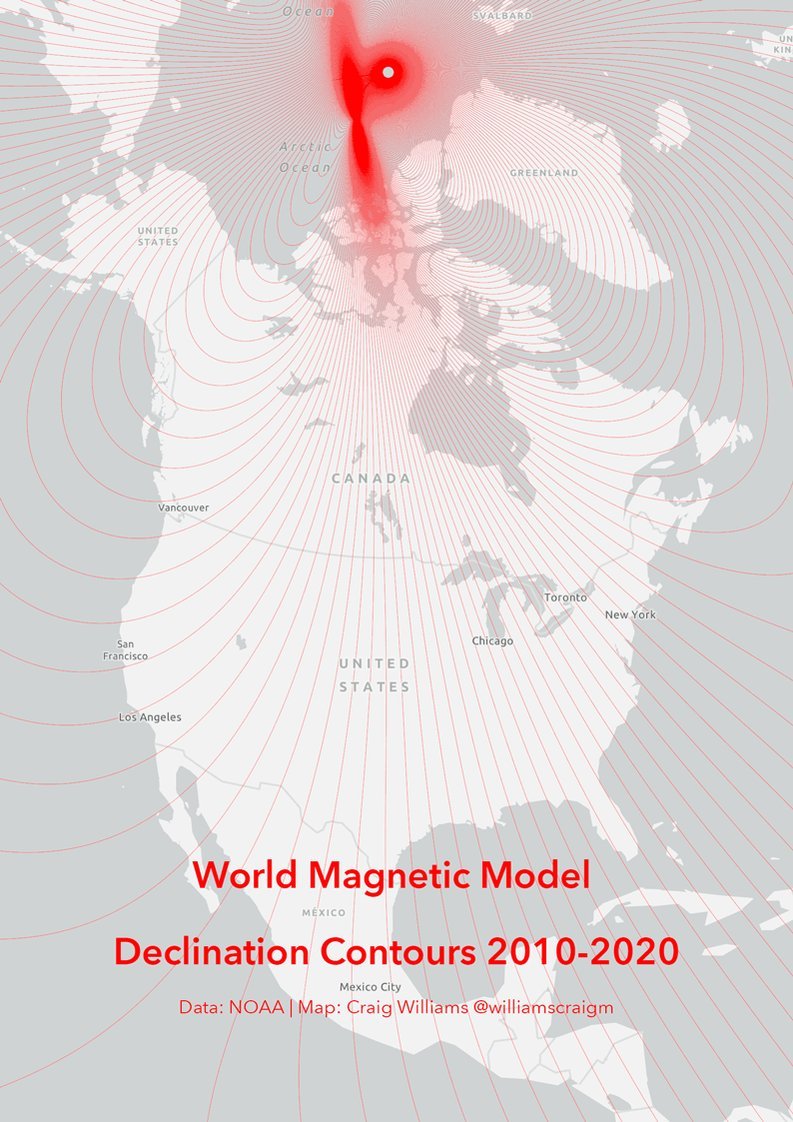 Ocean
SVALBARD
UN
KIN
Arctic
Ocean
GREENLAND
UNITED
STATES
CANADA
Vancouver
Toronto
New York
Chicago
San
Francisco
UNITED
STATES
Los Angeles
World Magnetic Model
MÉXICO
Declination Contours 2010-2020
Mexico City
Data: NOAA | Map: Craig Williams @williamscraigm